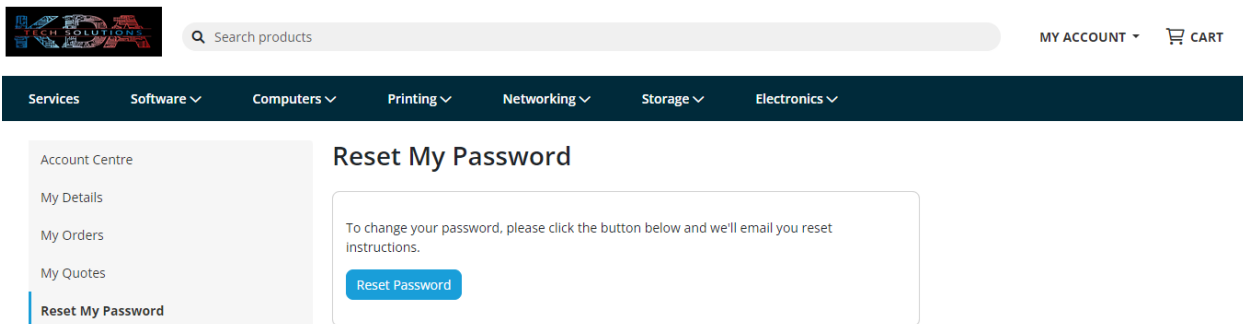 KDA
TECH SOLUTIONS
Search products
MY ACCOUNT
CART
Services Software Computers Printing Networking Storage Electronics
Account Centre
My Details
My Orders
My Quotes
Reset My Password
Reset My Password
To change your password, please click the button below and we'll email you reset
instructions.
Reset Password